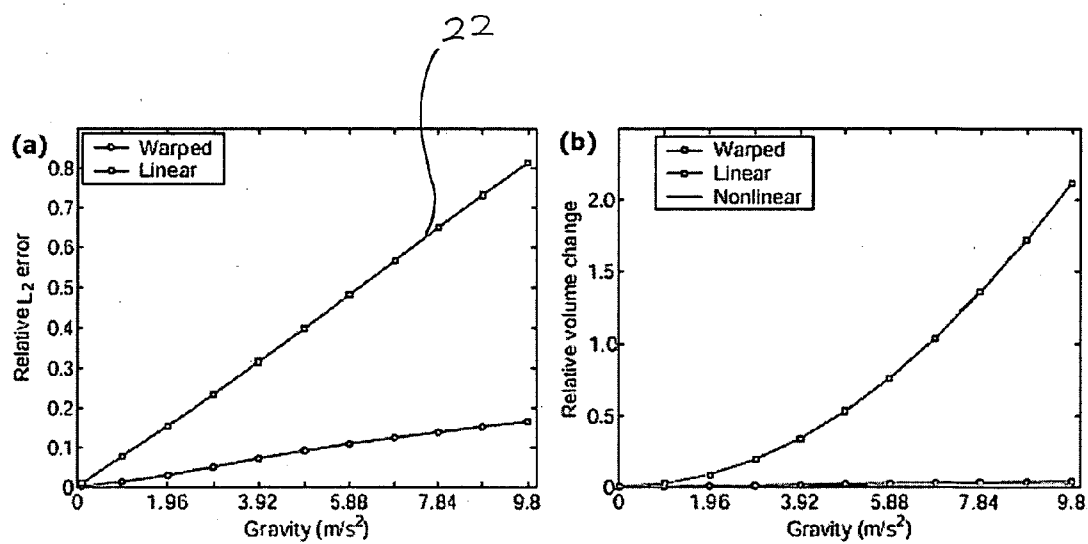 22
(a)
Warped
Linear
0.8
0.7
0.6
0.5
0.4
0.3
0.2
0.1
0
Relative L2 error
0 1.96 3.92 5.88 7.84 9.8
Gravity (m/s²)
(b)
Warped
Linear
Nonlinear
2.0
1.5
1.0
0.5
0
Relative volume change
0 1.96 3.92 5.88 7.84 9.8
Gravity (m/s²)